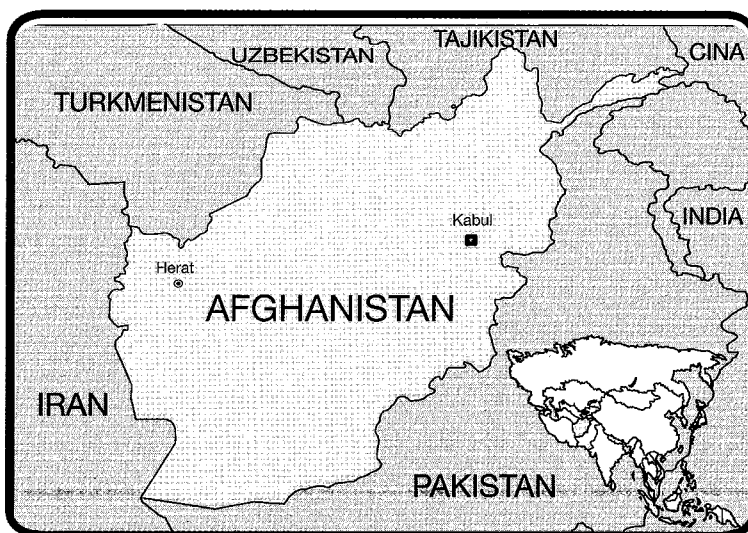 TAJIKISTAN
UZBEKISTAN
CINA
TURKMENISTAN
INDIA
Kabul
Herat
AFGHANISTAN
IRAN
PAKISTAN